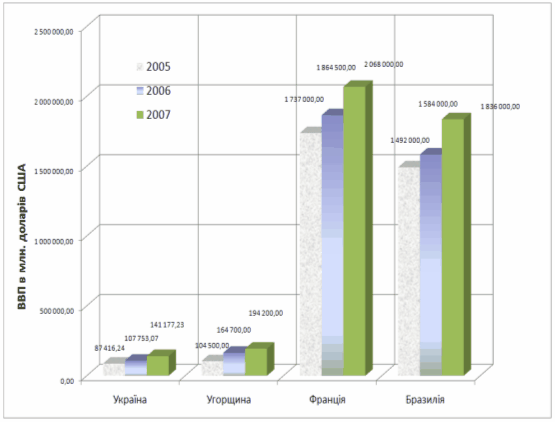 2 500 000,00
2 000 000,00
1 500 000,00
1 000 000,00
500 000,00
0,00
ВВП в млн. доларів США
2005
2006
2007
87 416,24
107 753,07
141 177,23
104 500,00
164 700,00
194 200,00
1 737 000,00
1 864 500,00
2 068 000,00
1 492 000,00
1 584 000,00
1 836 000,00
Україна
Угорщина
Франція
Бразилія